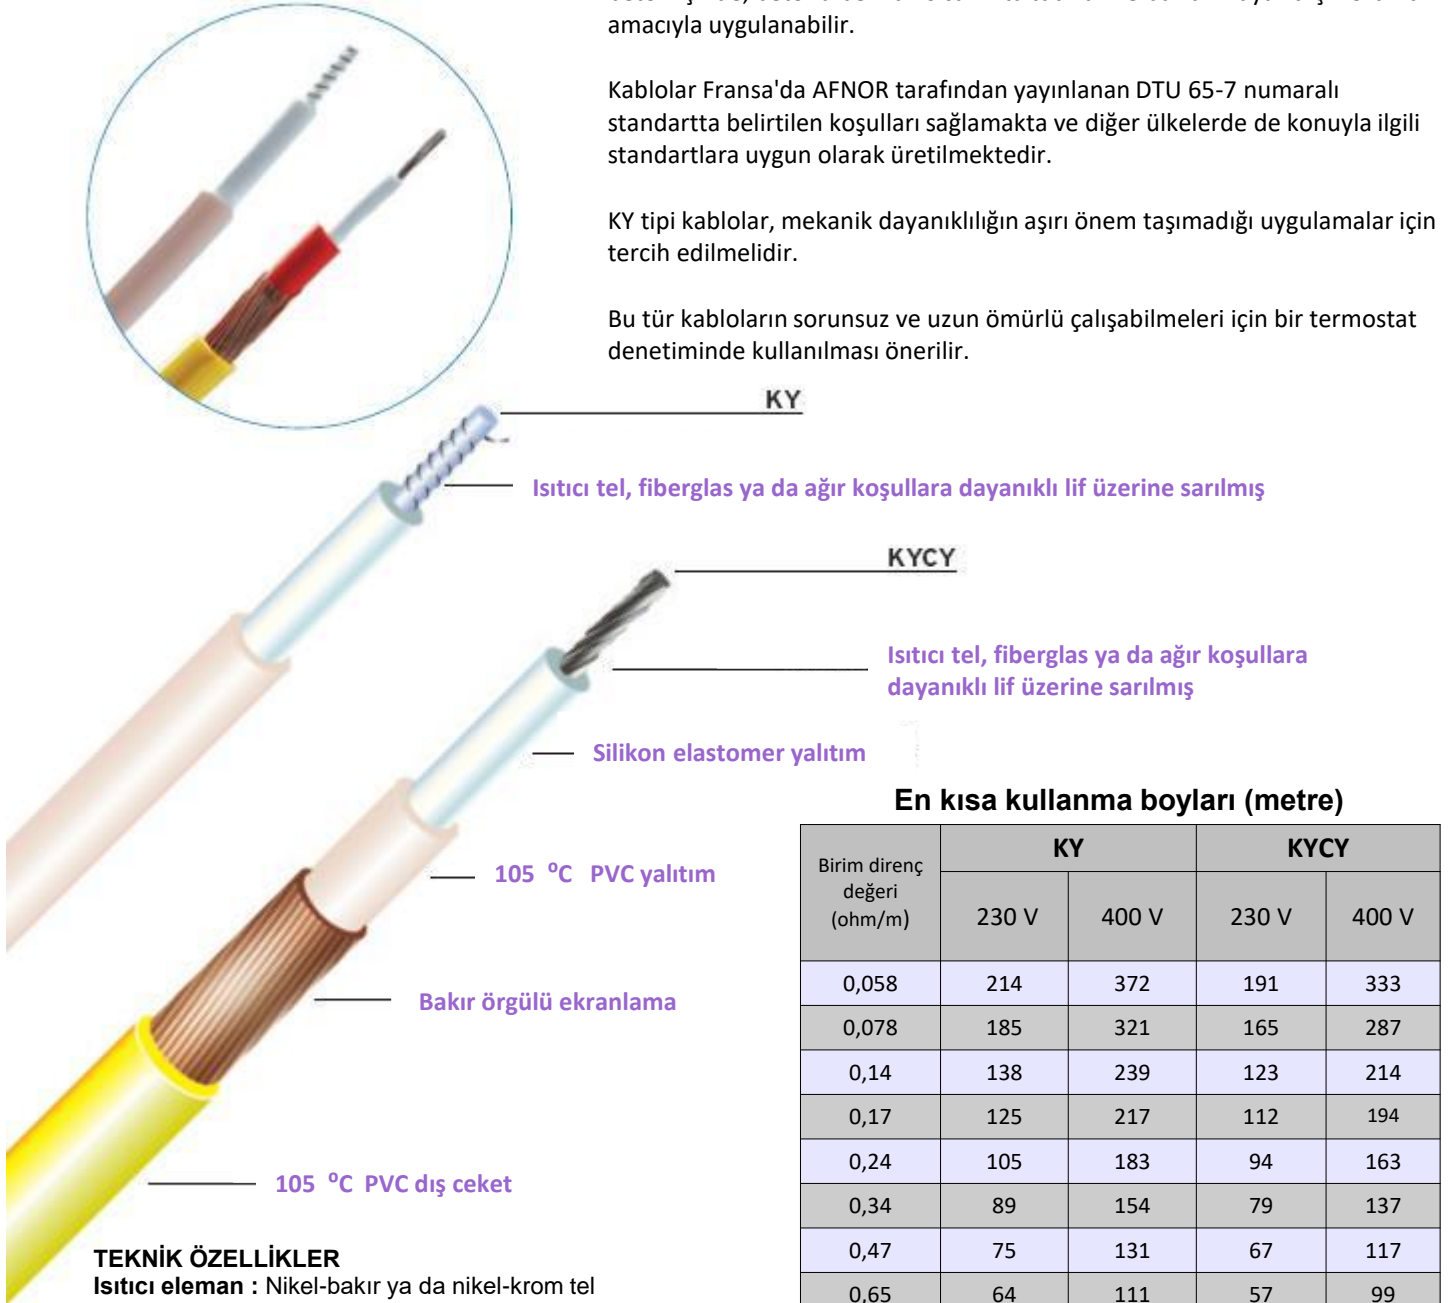 amacıyla uygulanabilir.
Kablolar Fransa'da AFNOR tarafından yayınlanan DTU 65-7 numaralı
standartta belirtilen koşulları sağlamakta ve diğer ülkelerde de konuyla ilgili
standartlara uygun olarak üretilmektedir.
KY tipi kablolar, mekanik dayanıklılığın aşırı önem taşımadığı uygulamalar için
tercih edilmelidir.
Bu tür kabloların sorunsuz ve uzun ömürlü çalışabilmeleri için bir termostat
denetiminde kullanılması önerilir.
KY
Isıtıcı tel, fiberglas ya da ağır koşullara dayanıklı lif üzerine sarılmış
KYCY
Isıtıcı tel, fiberglas ya da ağır koşullara
dayanıklı lif üzerine sarılmış
Silikon elastomer yalıtım
105 ⁰C PVC yalıtım
Bakır örgülü ekranlama
105 ⁰C PVC dış ceket
TEKNİK ÖZELLİKLER
Isıtıcı eleman : Nikel-bakır ya da nikel-krom tel
En kısa kullanma boyları (metre)
Birim direnç
değeri
(ohm/m)
KY KYCY
230 V 400 V 230 V 400 V
0,058 214 372 191 333
0,078 185 321 165 287
0,14 138 239 123 214
0,17 125 217 112 194
0,24 105 183 94 163
0,34 89 154 79 137
0,47 75 131 67 117
0,65 64 111 57 99